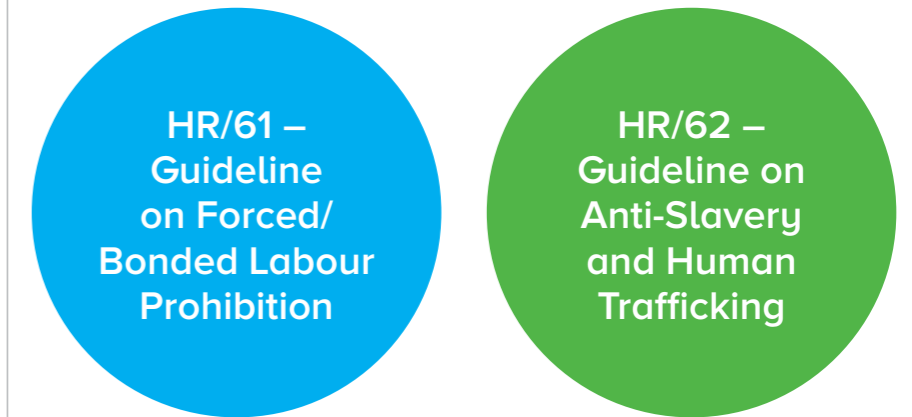 HR/61 –
Guideline
on Forced/
Bonded Labour
Prohibition
HR/62 –
Guideline on
Anti-Slavery
and Human
Trafficking